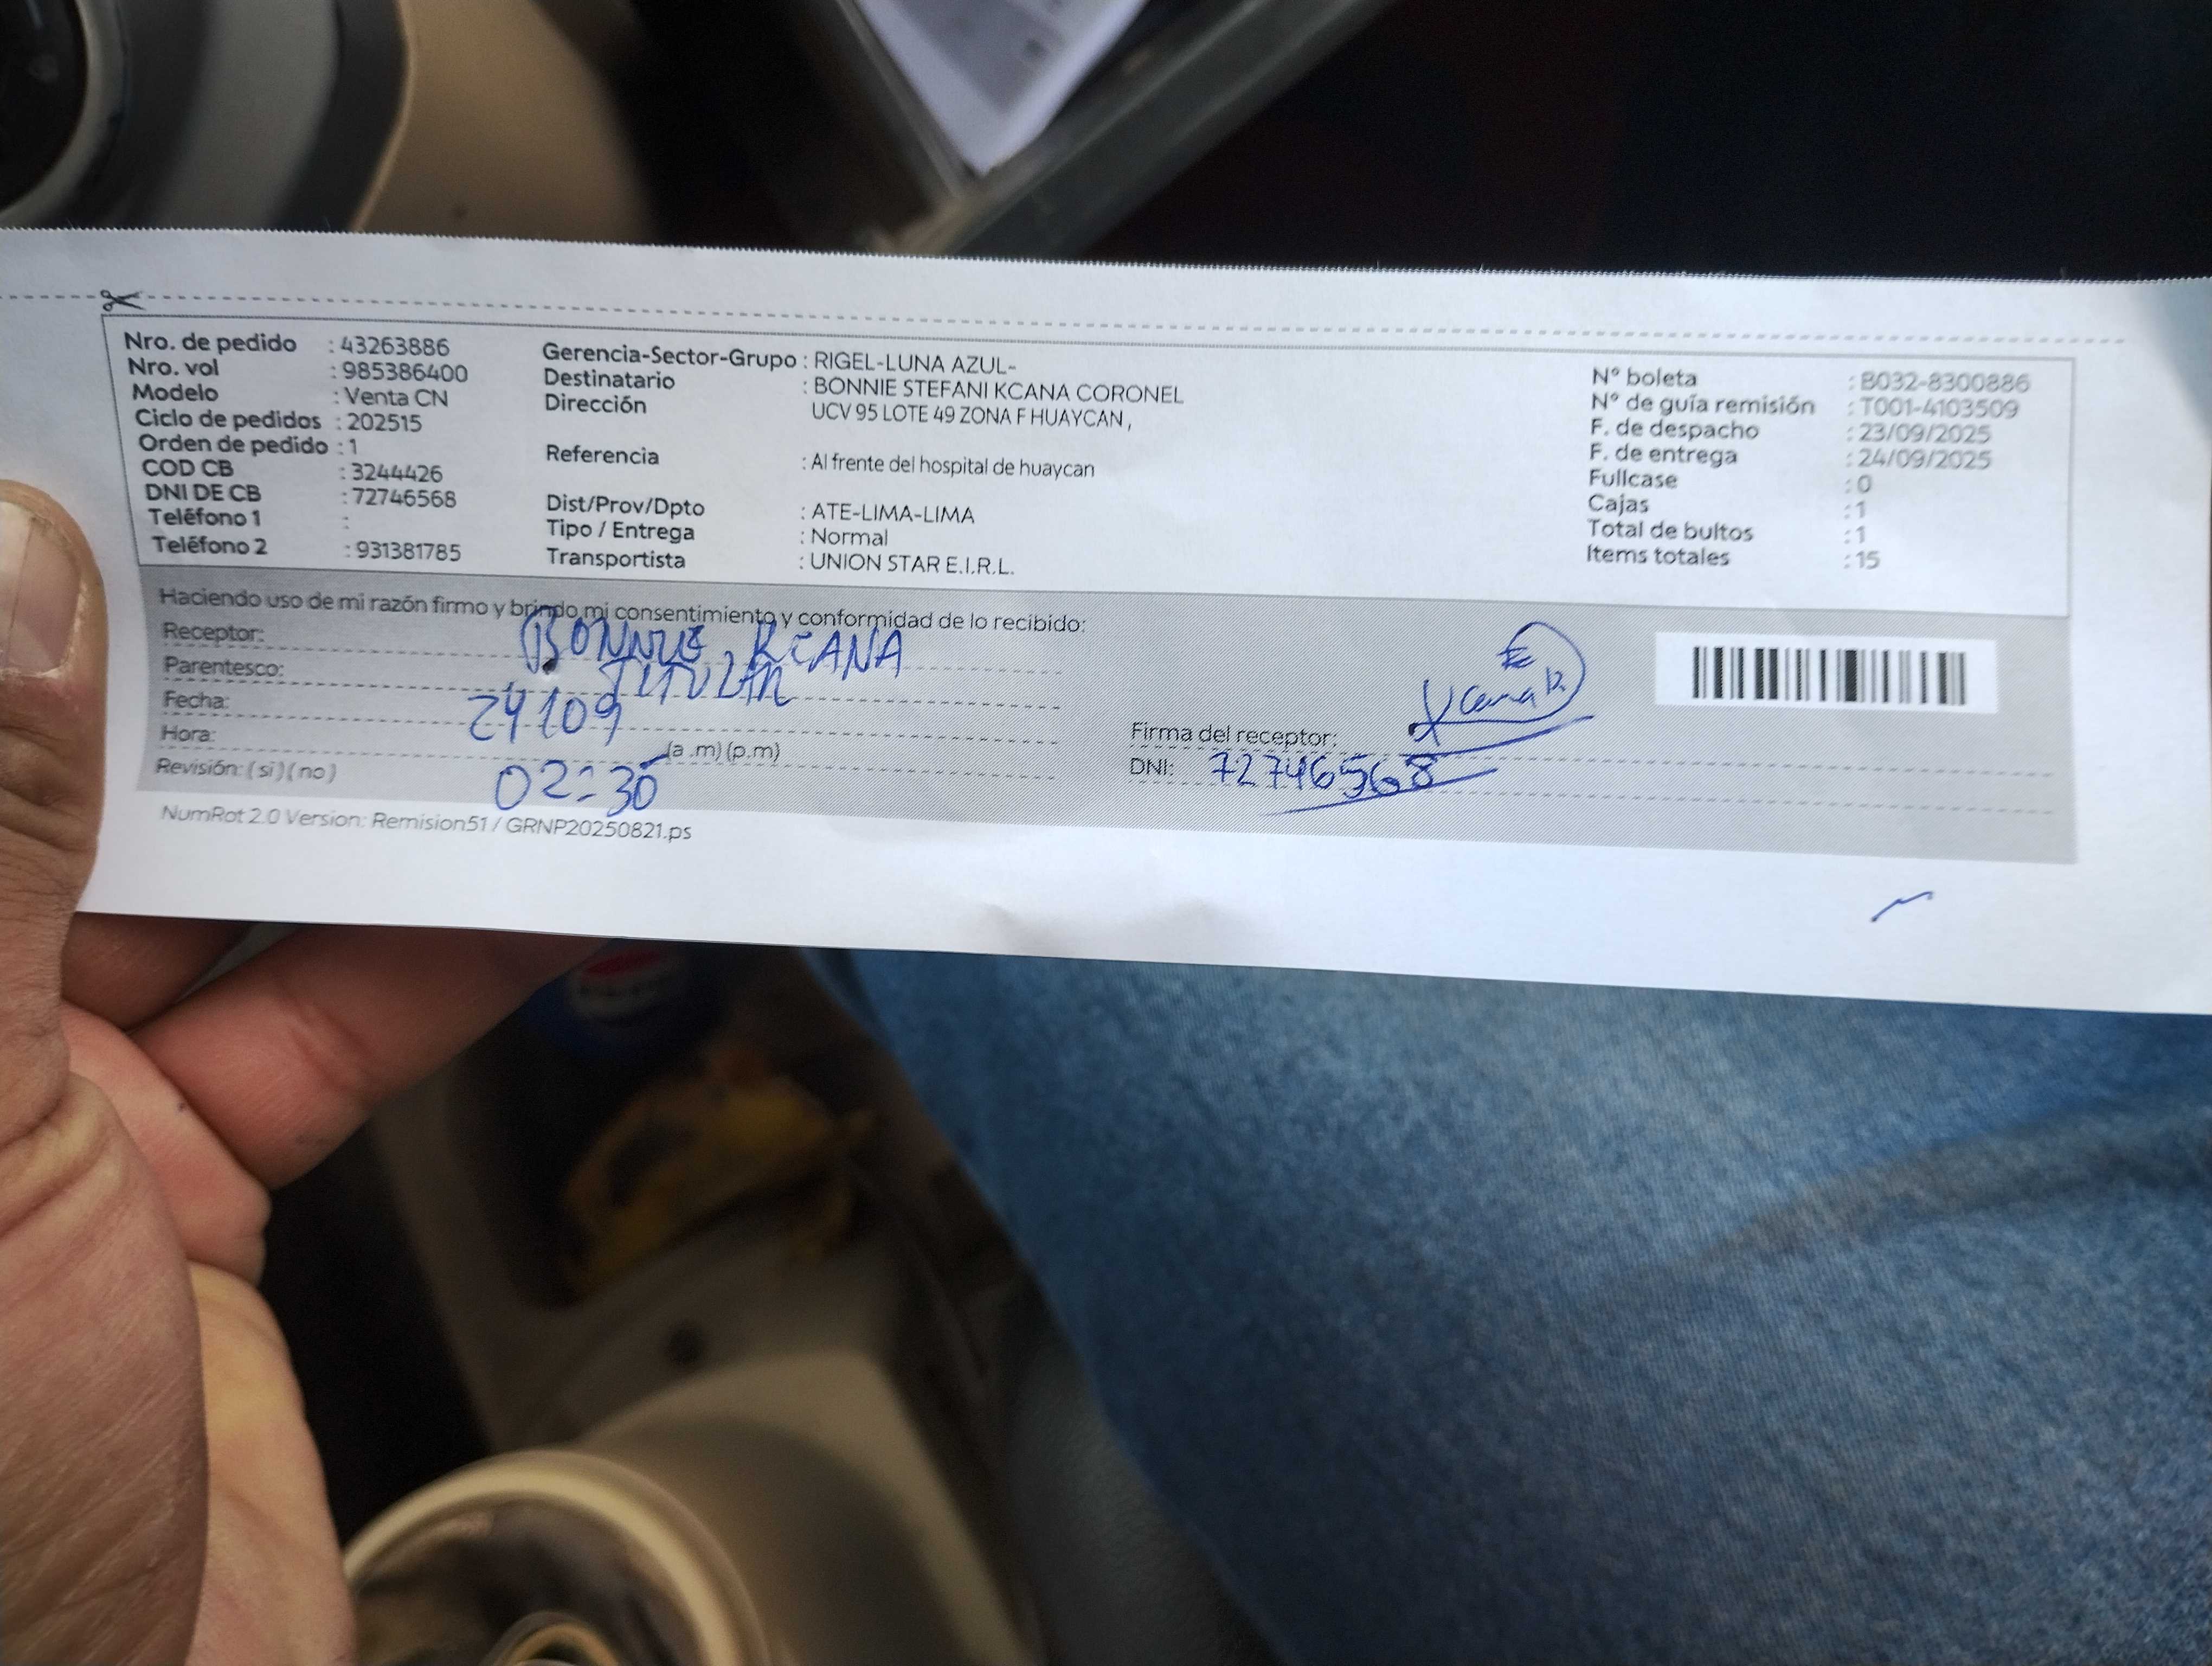 Nro. de pedido : 43263886
Nro. vol : 985386400
Modelo : Venta CN
Ciclo de pedidos : 202515
Orden de pedido : 1
COD CB : 3244426
DNI DE CB : 72746568
Teléfono 1 :
Teléfono 2 : 931381785
Gerencia-Sector-Grupo : RIGEL-LUNA AZUL-
Destinatario : BONNIE STEFANI KCANA CORONEL
Dirección UCV 95 LOTE 49 ZONA F HUAYCAN,
Referencia : Al frente del hospital de huaycan
Dist/Prov/Dpto : ATE-LIMA-LIMA
Tipo / Entrega : Normal
Transportista : UNION STAR E.I.R.L.
N° boleta : B032-8300886
N° de guía remisión : T001-4103509
F. de despacho : 23/09/2025
F. de entrega : 24/09/2025
Fullcase : 0
Cajas : 1
Total de bultos : 1
Items totales : 15
Haciendo uso de mi razón firmo y brindo mi consentimiento y conformidad de lo recibido:
Receptor: BONNIE KCANA
Parentesco: TITULAR
Fecha: 24/09
Hora: 02:30 (a .m) (p.m)
Revisión: ( si ) ( no )
Firma del receptor:
DNI: 72746568
NumRot 2.0 Version: Remision51 / GRNP20250821.ps